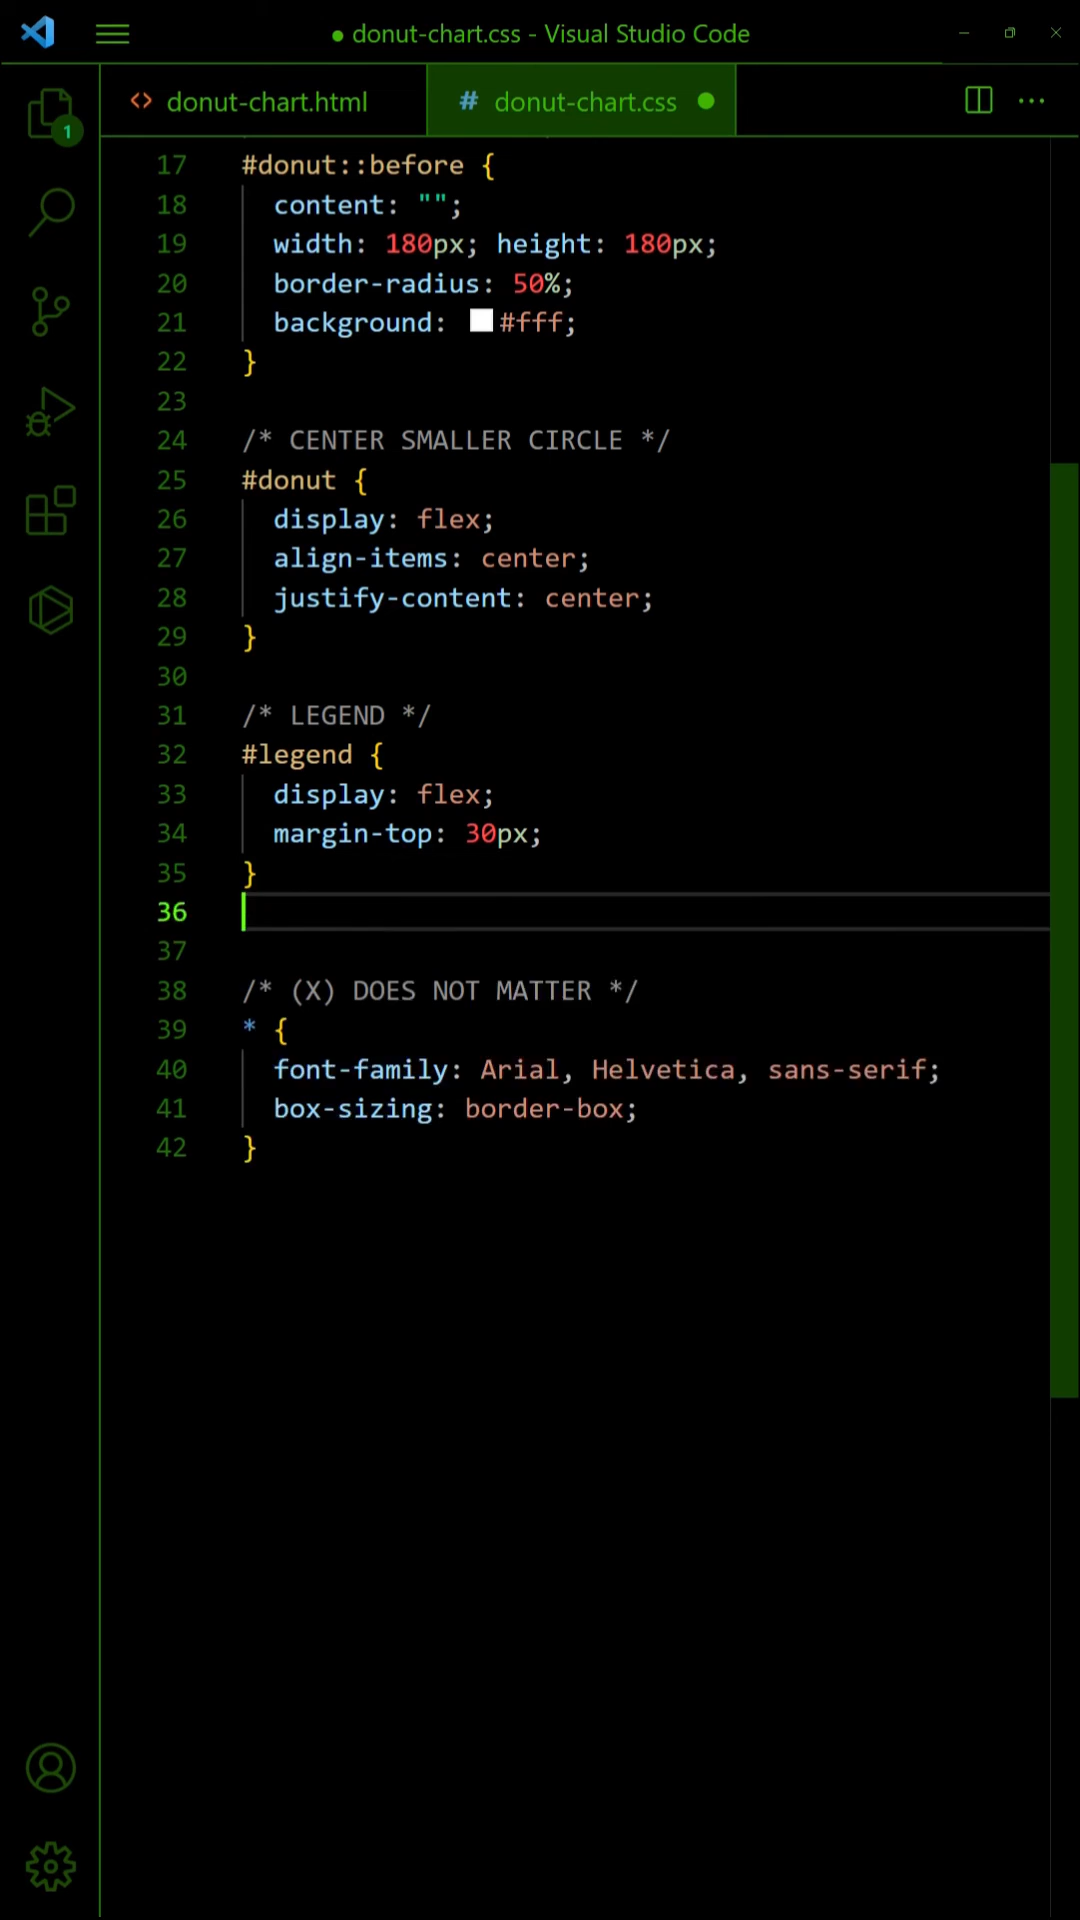 ● donut-chart.css - Visual Studio Code
<> donut-chart.html
# donut-chart.css ●
1
17 #donut::before {
18 content: "";
19 width: 180px; height: 180px;
20 border-radius: 50%;
21 background: #fff;
22 }
23
24 /* CENTER SMALLER CIRCLE */
25 #donut {
26 display: flex;
27 align-items: center;
28 justify-content: center;
29 }
30
31 /* LEGEND */
32 #legend {
33 display: flex;
34 margin-top: 30px;
35 }
36
37
38 /* (X) DOES NOT MATTER */
39 * {
40 font-family: Arial, Helvetica, sans-serif;
41 box-sizing: border-box;
42 }